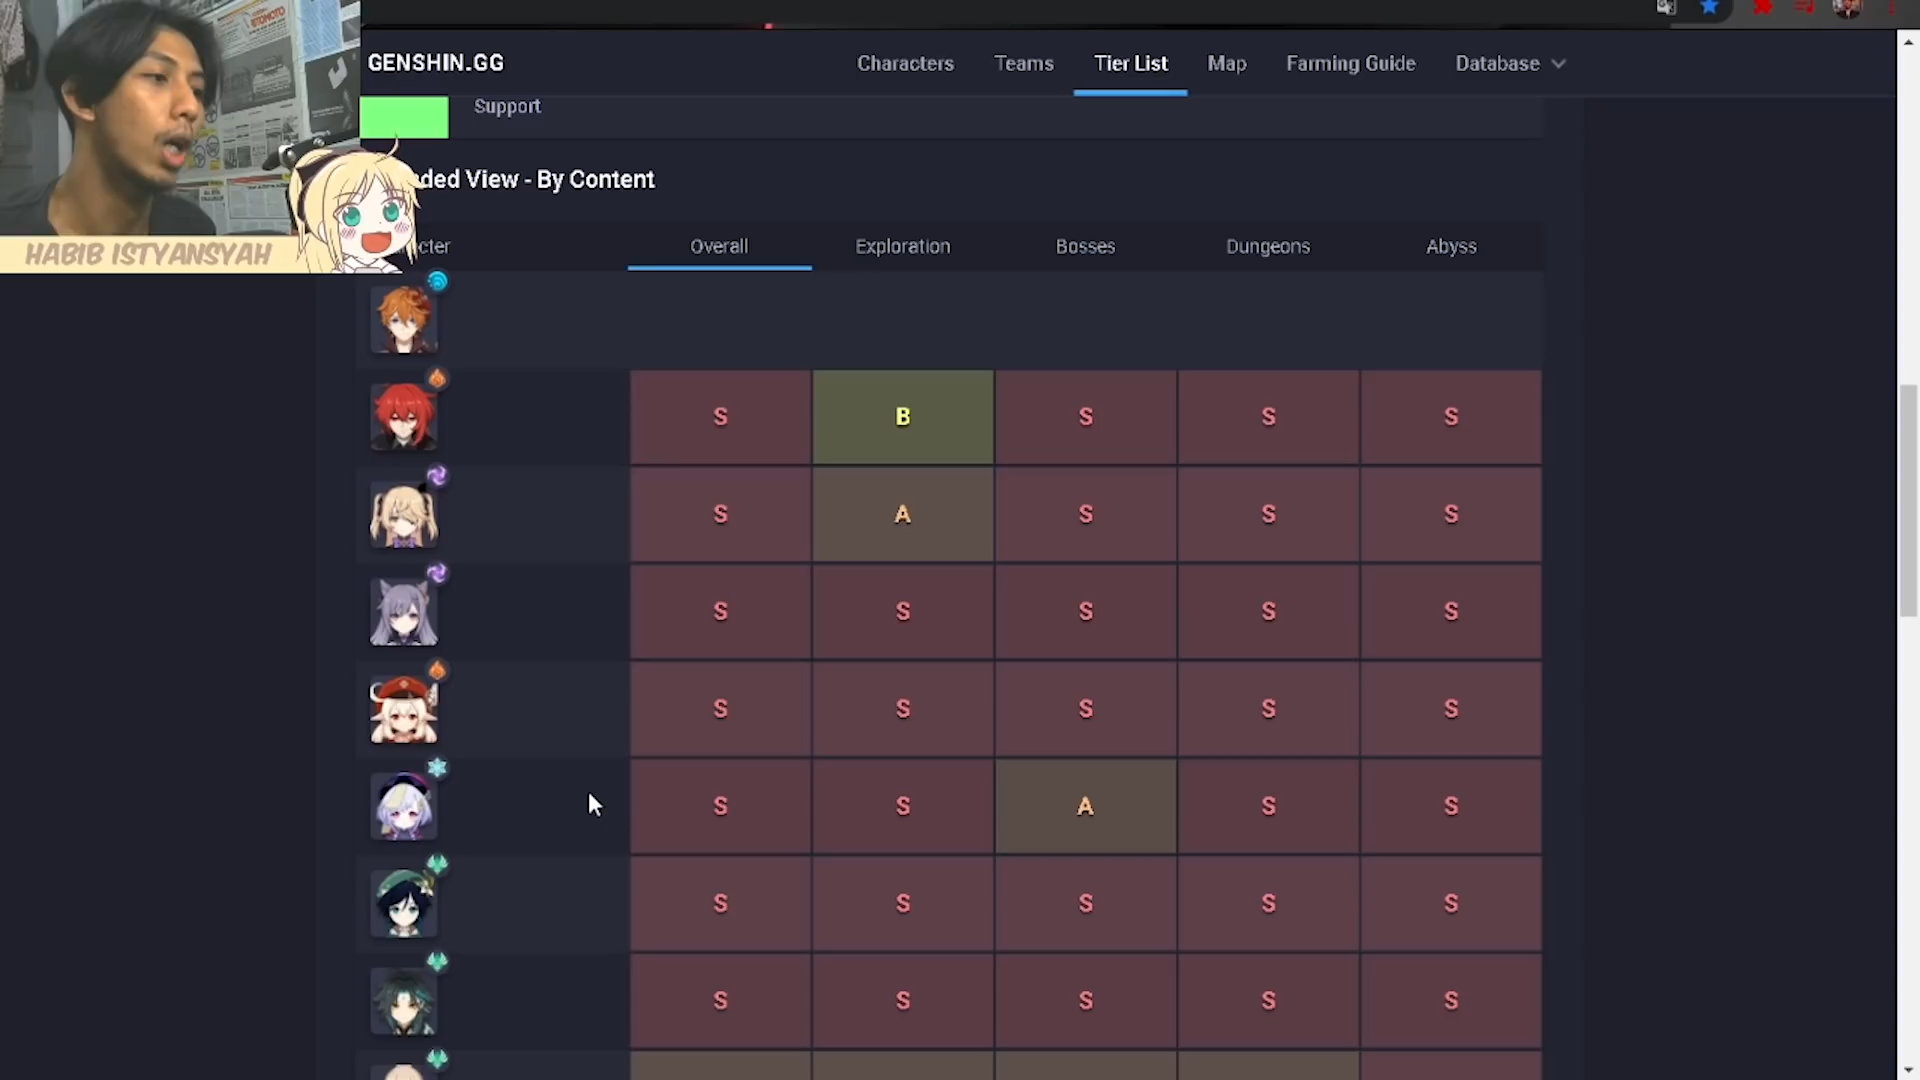 GENSHIN.GG
Characters
Teams
Tier List
Map
Farming Guide
Database
Support
ded View - By Content
HABIB ISTYANSYAH
cter
Overall
Exploration
Bosses
Dungeons
Abyss
S B S S S
S A S S S
S S S S S
S S S S S
S S A S S
S S S S S
S S S S S